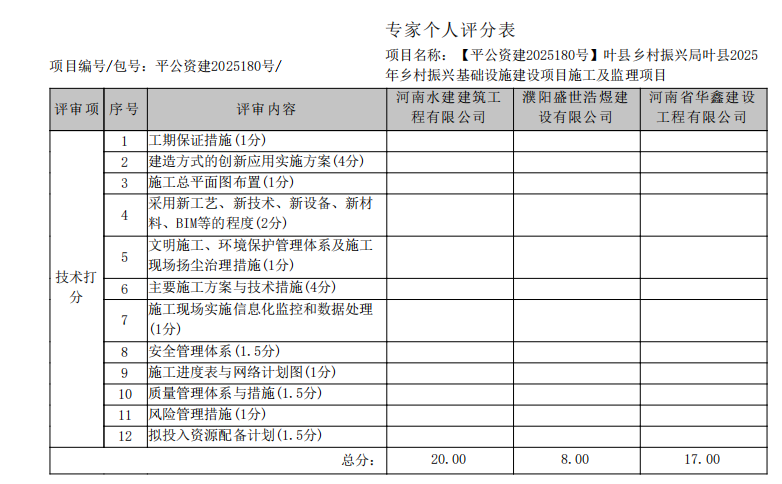 专家个人评分表
项目编号/包号: 平公资建2025180号/
项目名称: 【平公资建2025180号】叶县乡村振兴局叶县2025
年乡村振兴基础设施建设项目施工及监理项目
评审项 序号 评审内容 河南水建建筑工
程有限公司 濮阳盛世浩煜建
设有限公司 河南省华鑫建设
工程有限公司
技术打
分
1 工期保证措施(1分)
2 建造方式的创新应用实施方案(4分)
3 施工总平面图布置(1分)
4 采用新工艺、新技术、新设备、新材
料、BIM等的程度(2分)
5 文明施工、环境保护管理体系及施工
现场扬尘治理措施(1分)
6 主要施工方案与技术措施(4分)
7 施工现场实施信息化监控和数据处理
(1分)
8 安全管理体系(1.5分)
9 施工进度表与网络计划图(1分)
10 质量管理体系与措施(1.5分)
11 风险管理措施(1分)
12 拟投入资源配备计划(1.5分)
总分: 20.00 8.00 17.00